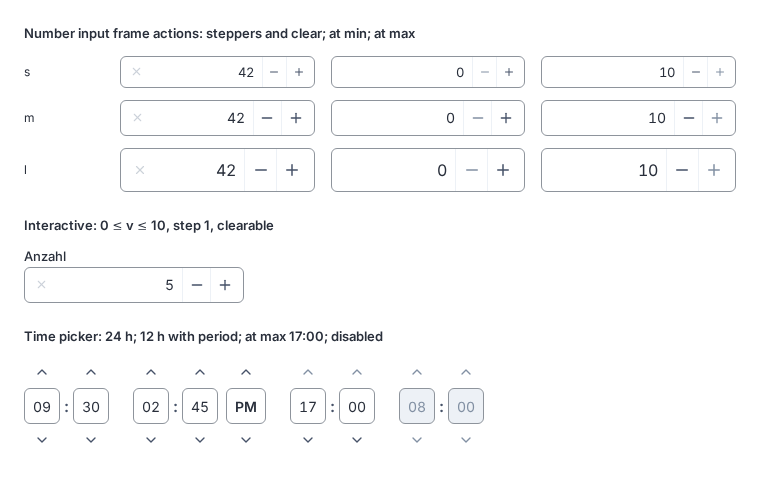 Number input frame actions: steppers and clear; at min; at max
s × 42 − + 0 − + 10 − +
m × 42 − + 0 − + 10 − +
l × 42 − + 0 − + 10 − +
Interactive: 0 ≤ v ≤ 10, step 1, clearable
Anzahl
× 5 − +
Time picker: 24 h; 12 h with period; at max 17:00; disabled
09 : 30 02 : 45 PM 17 : 00 08 : 00